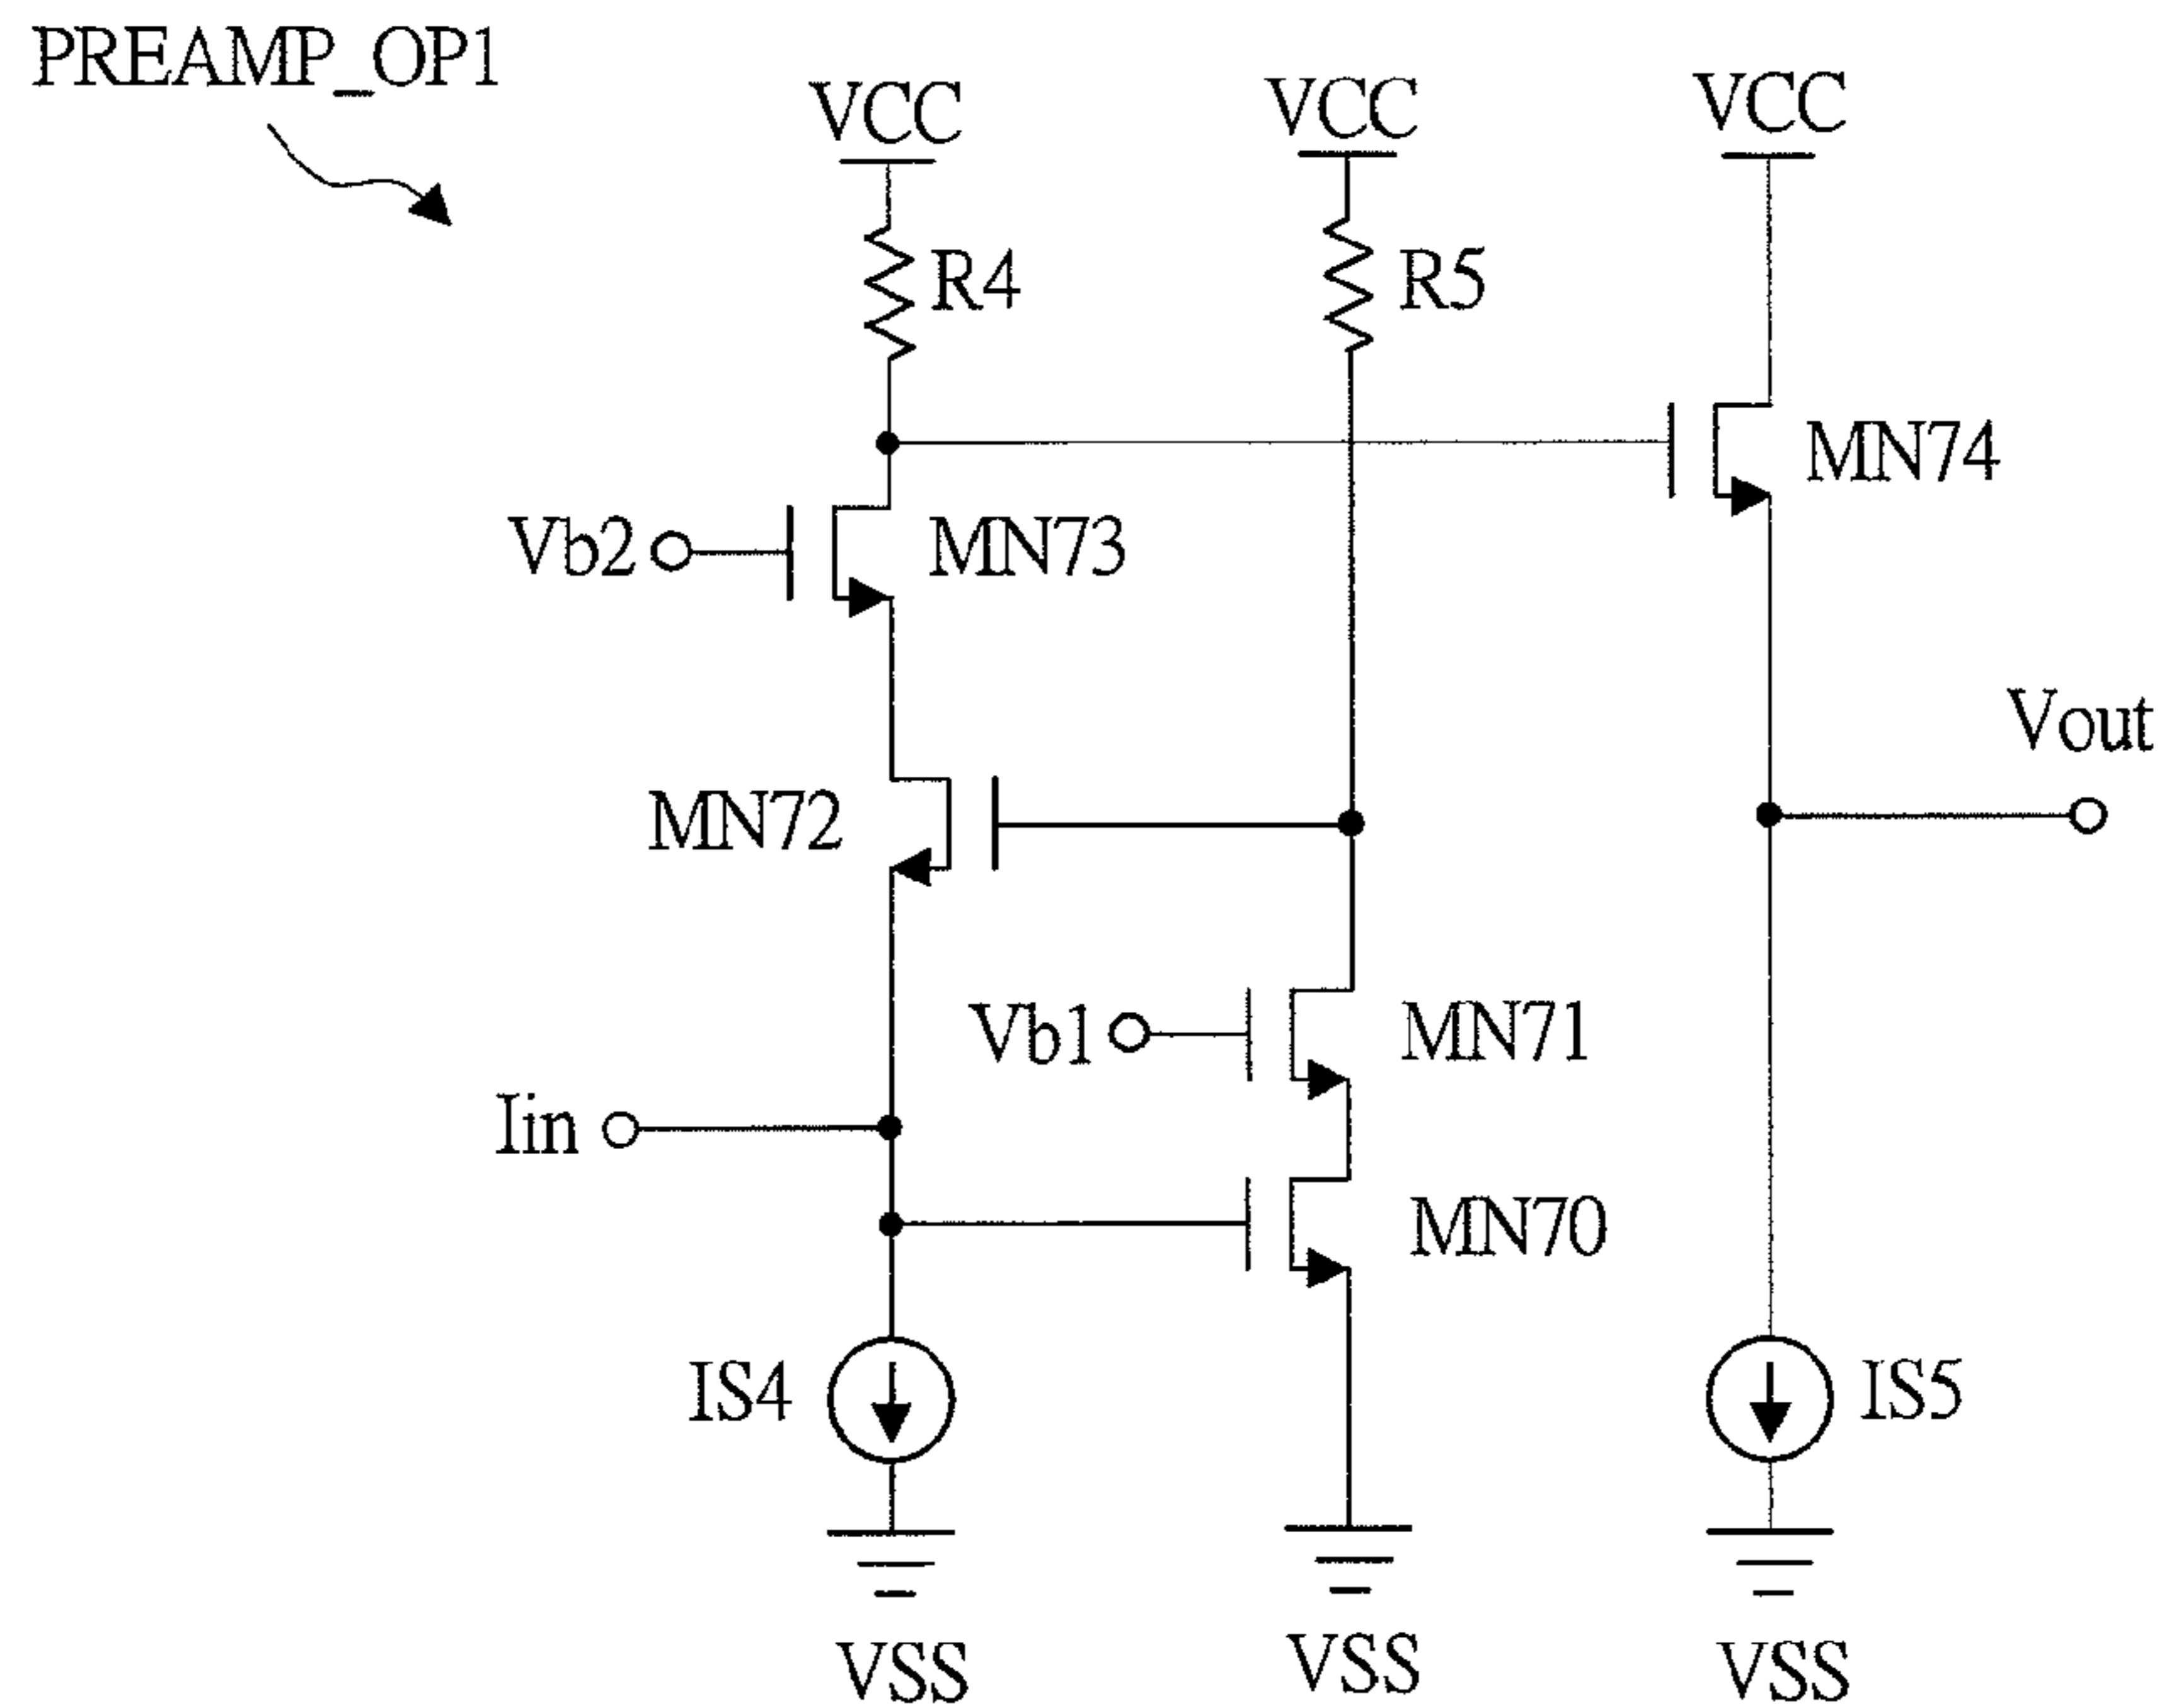 PREAMP_OP1
VCC
VCC
VCC
R4
R5
MN74
Vb2
MN73
Vout
MN72
Vb1
MN71
Iin
MN70
IS4
IS5
VSS
VSS
VSS